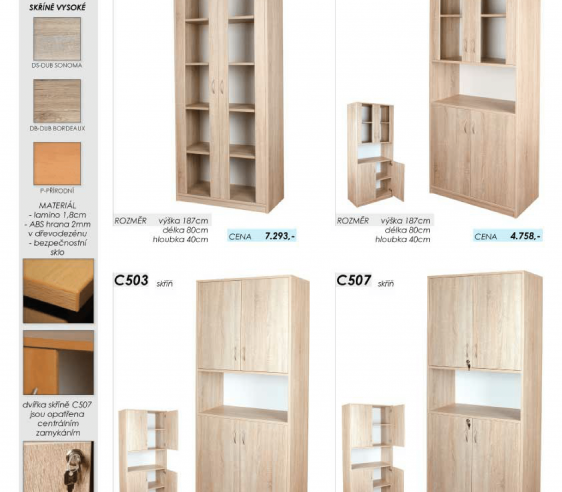 SKŘÍNĚ VYSOKÉ
DS-DUB SONOMA
DB-DUB BORDEAUX
P-PŘÍRODNÍ
MATERIÁL
- lamino 1,8cm
- ABS hrana 2mm
v dřevodezénu
- bezpečnostní
sklo
dvířka skříně C507
jsou opatřena
centrálním
zamykáním
ROZMĚR výška 187cm
délka 80cm
hloubka 40cm
CENA 7.293,-
ROZMĚR výška 187cm
délka 80cm
hloubka 40cm
CENA 4.758,-
C503 skříň
C507 skříň